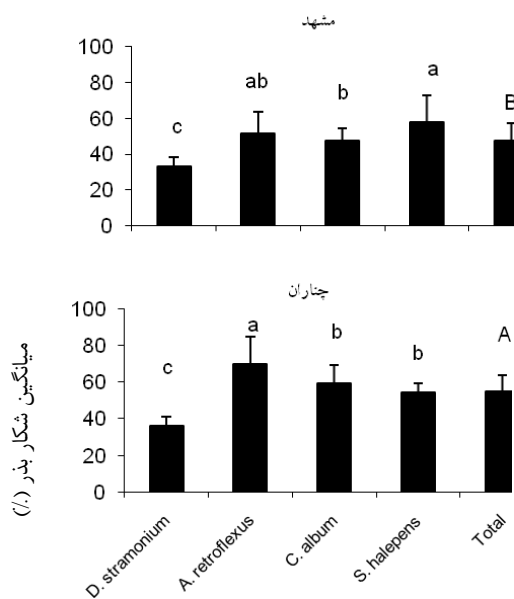 مشهد
100
80
60
40
20
0
c
ab
b
a
B
چناران
میانگین شکار بذر (٪)
100
80
60
40
20
0
c
a
b
b
A
D. stramonium
A. retroflexus
C. album
S. halepens
Total